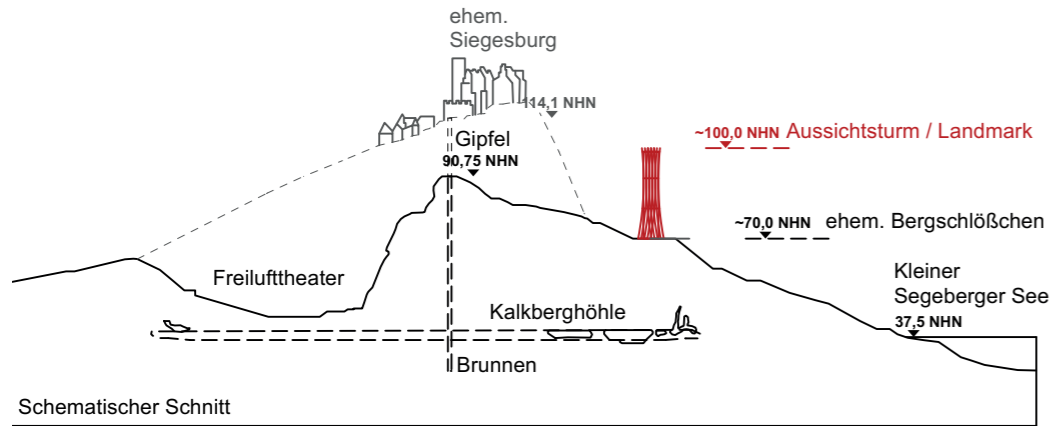 ehem.
Siegesburg
114,1 NHN
Gipfel
90,75 NHN
~100,0 NHN Aussichtsturm / Landmark
~70,0 NHN ehem. Bergschlößchen
Freilufttheater
Kleiner
Segeberger See
37,5 NHN
Kalkberghöhle
Brunnen
Schematischer Schnitt